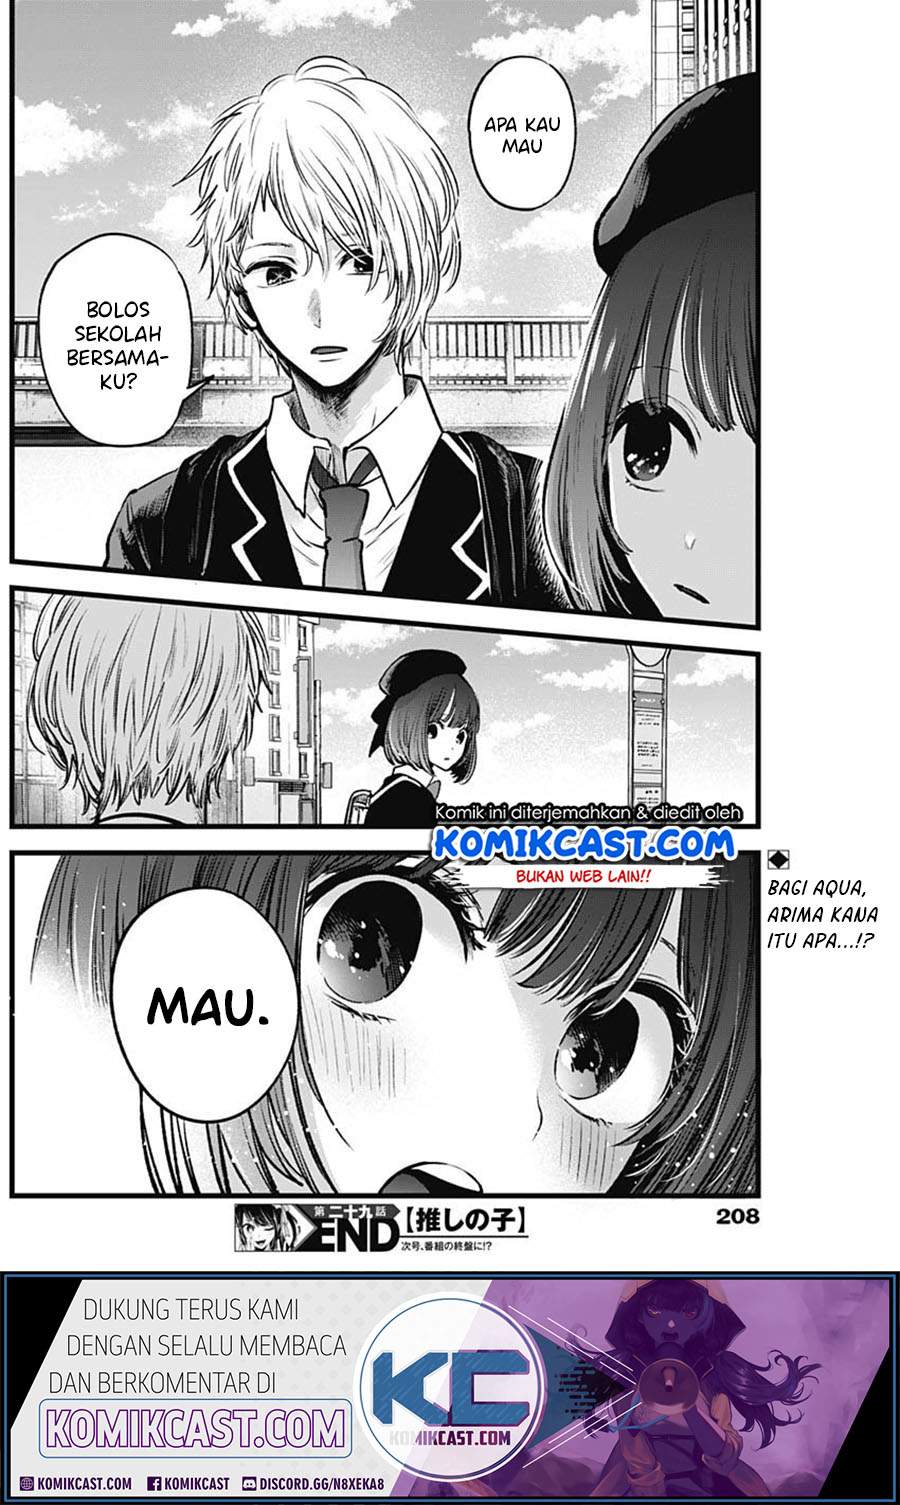 APA KAU
MAU
BOLOS
SEKOLAH
BERSAMA-
KU?
Komik ini diterjemahkan & diedit oleh
KOMIKCAST.COM
BUKAN WEB LAIN!!
BAGI AQUA,
ARIMA KANA
ITU APA...!?
MAU.
第二十九話
END
【推しの子】
次号、番組の終盤に!?
208
DUKUNG TERUS KAMI
DENGAN SELALU MEMBACA
DAN BERKOMENTAR DI
KOMIKCAST.COM
KC
KOMIKCAST.COM
KOMIKCAST.COM
KOMIKCAST
DISCORD.GG/N8XEKA8